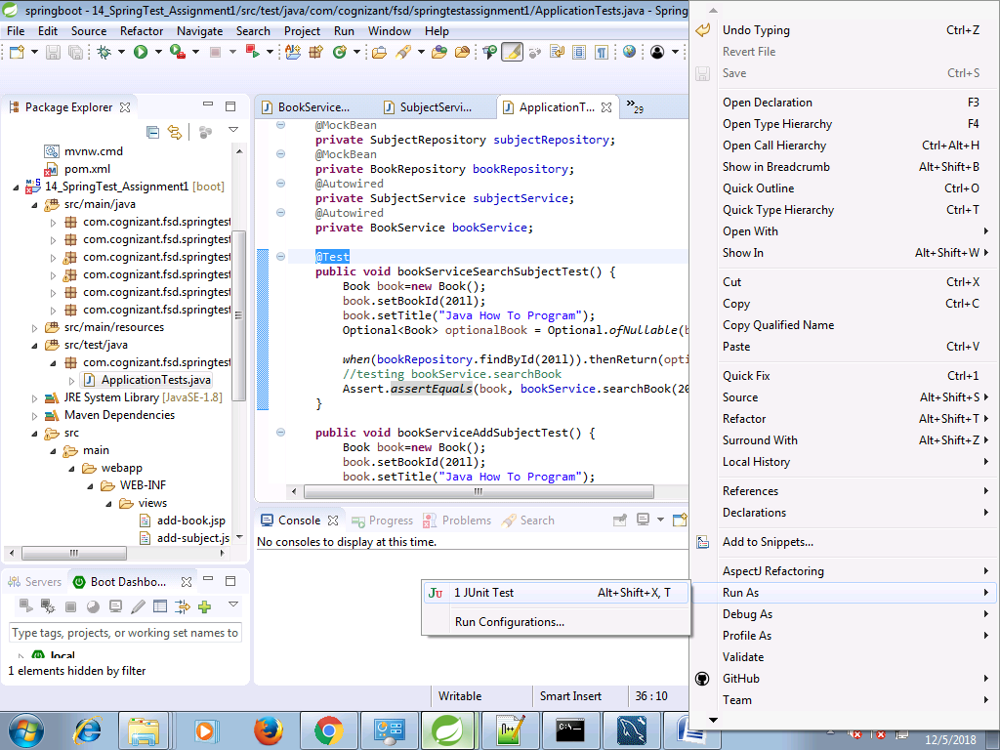 springboot - 14_SpringTest_Assignment1/src/test/java/com/cognizant/fsd/springtestassignment1/ApplicationTests.java - Spring
File Edit Source Refactor Navigate Search Project Run Window Help
Package Explorer
mvnw.cmd
pom.xml
14_SpringTest_Assignment1 [boot]
src/main/java
com.cognizant.fsd.springtest
com.cognizant.fsd.springtest
com.cognizant.fsd.springtest
com.cognizant.fsd.springtest
com.cognizant.fsd.springtest
com.cognizant.fsd.springtest
src/main/resources
src/test/java
com.cognizant.fsd.springtest
ApplicationTests.java
JRE System Library [JavaSE-1.8]
Maven Dependencies
src
main
webapp
WEB-INF
views
add-book.jsp
add-subject.js
Servers Boot Dashbo...
Type tags, projects, or working set names to
local
1 elements hidden by filter
BookService... SubjectServi... ApplicationT... »29
@MockBean
private SubjectRepository subjectRepository;
@MockBean
private BookRepository bookRepository;
@Autowired
private SubjectService subjectService;
@Autowired
private BookService bookService;
@Test
public void bookServiceSearchSubjectTest() {
Book book=new Book();
book.setBookId(201l);
book.setTitle("Java How To Program");
Optional<Book> optionalBook = Optional.ofNullable(b
when(bookRepository.findById(201l)).thenReturn(opti
//testing bookService.searchBook
Assert.assertEquals(book, bookService.searchBook(20
}
public void bookServiceAddSubjectTest() {
Book book=new Book();
book.setBookId(201l);
book.setTitle("Java How To Program");
Console Progress Problems Search
No consoles to display at this time.
Ju 1 JUnit Test Alt+Shift+X, T
Run Configurations...
Writable Smart Insert 36 : 10
Undo Typing Ctrl+Z
Revert File
Save Ctrl+S
Open Declaration F3
Open Type Hierarchy F4
Open Call Hierarchy Ctrl+Alt+H
Show in Breadcrumb Alt+Shift+B
Quick Outline Ctrl+O
Quick Type Hierarchy Ctrl+T
Open With
Show In Alt+Shift+W
Cut Ctrl+X
Copy Ctrl+C
Copy Qualified Name
Paste Ctrl+V
Quick Fix Ctrl+1
Source Alt+Shift+S
Refactor Alt+Shift+T
Surround With Alt+Shift+Z
Local History
References
Declarations
Add to Snippets...
AspectJ Refactoring
Run As
Debug As
Profile As
Validate
GitHub
Team
12/5/2018